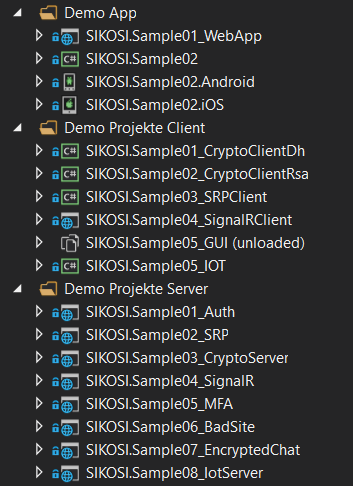 Demo App
SIKOSI.Sample01_WebApp
C# SIKOSI.Sample02
SIKOSI.Sample02.Android
SIKOSI.Sample02.iOS
Demo Projekte Client
C# SIKOSI.Sample01_CryptoClientDh
C# SIKOSI.Sample02_CryptoClientRsa
C# SIKOSI.Sample03_SRPClient
SIKOSI.Sample04_SignalRClient
SIKOSI.Sample05_GUI (unloaded)
C# SIKOSI.Sample05_IOT
Demo Projekte Server
SIKOSI.Sample01_Auth
SIKOSI.Sample02_SRP
SIKOSI.Sample03_CryptoServer
SIKOSI.Sample04_SignalR
SIKOSI.Sample05_MFA
SIKOSI.Sample06_BadSite
SIKOSI.Sample07_EncryptedChat
SIKOSI.Sample08_IotServer